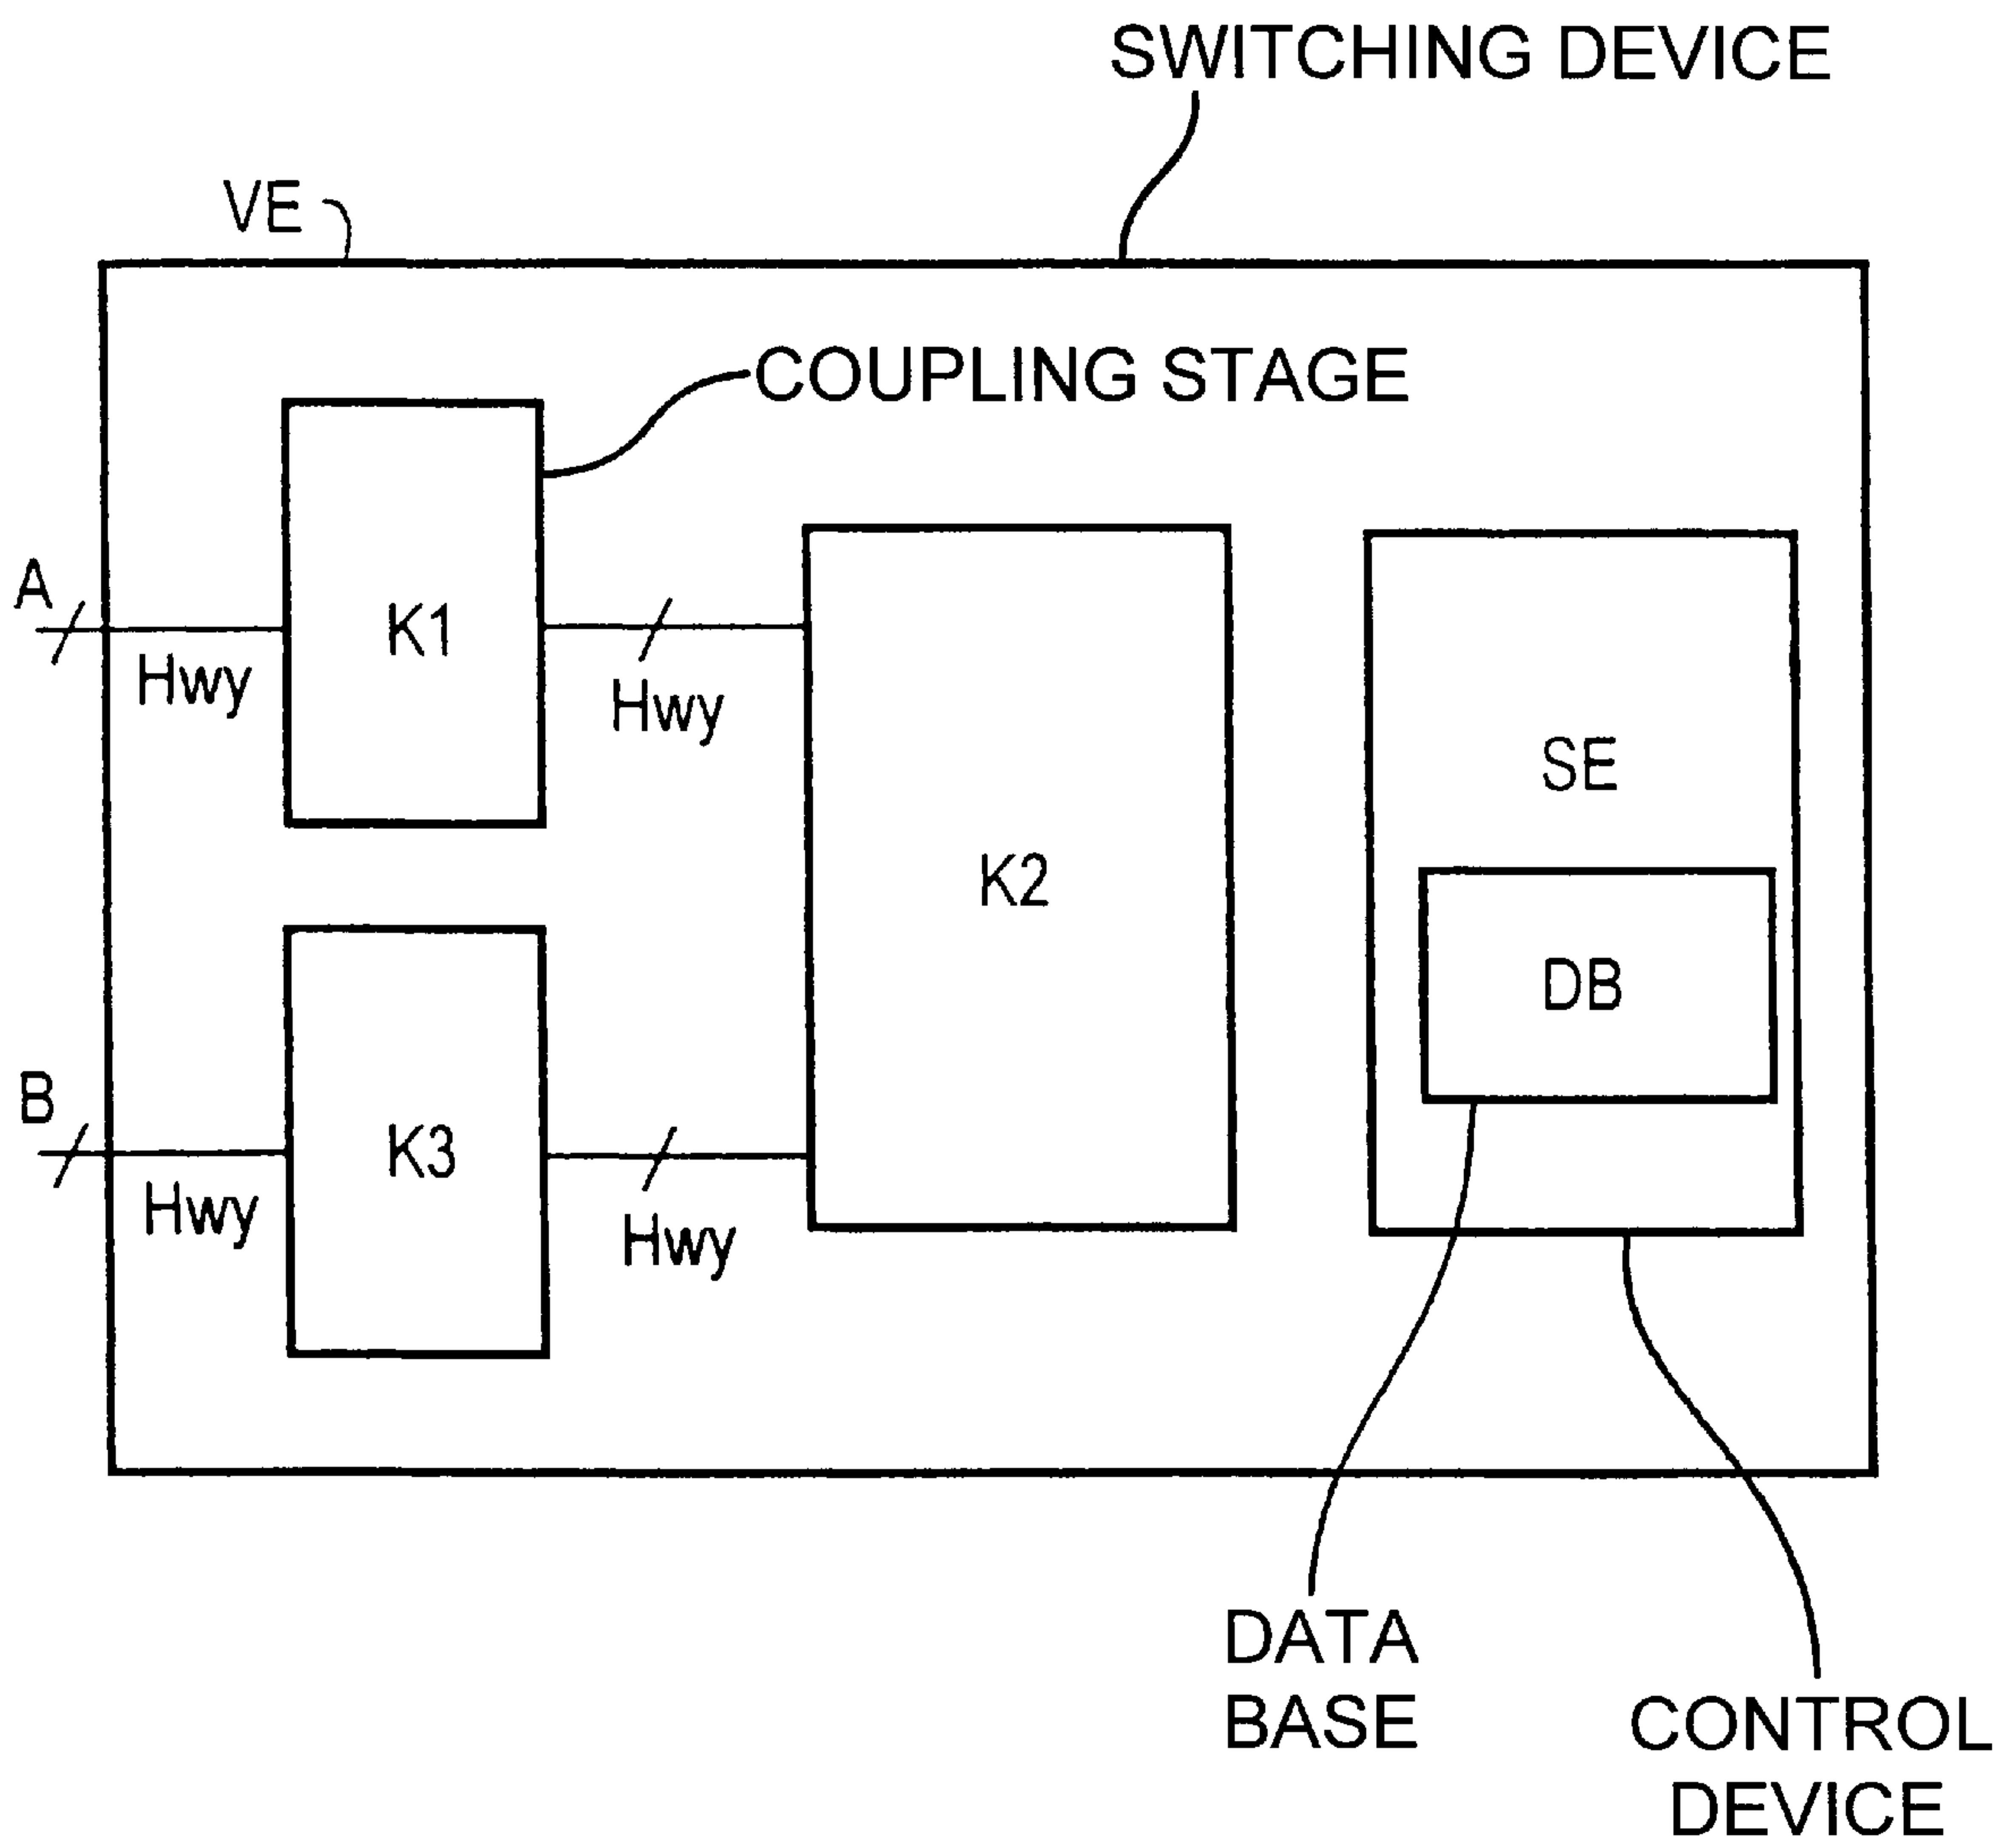 SWITCHING DEVICE
VE
COUPLING STAGE
A
K1
Hwy
Hwy
SE
K2
DB
B
K3
Hwy
Hwy
DATA
BASE
CONTROL
DEVICE